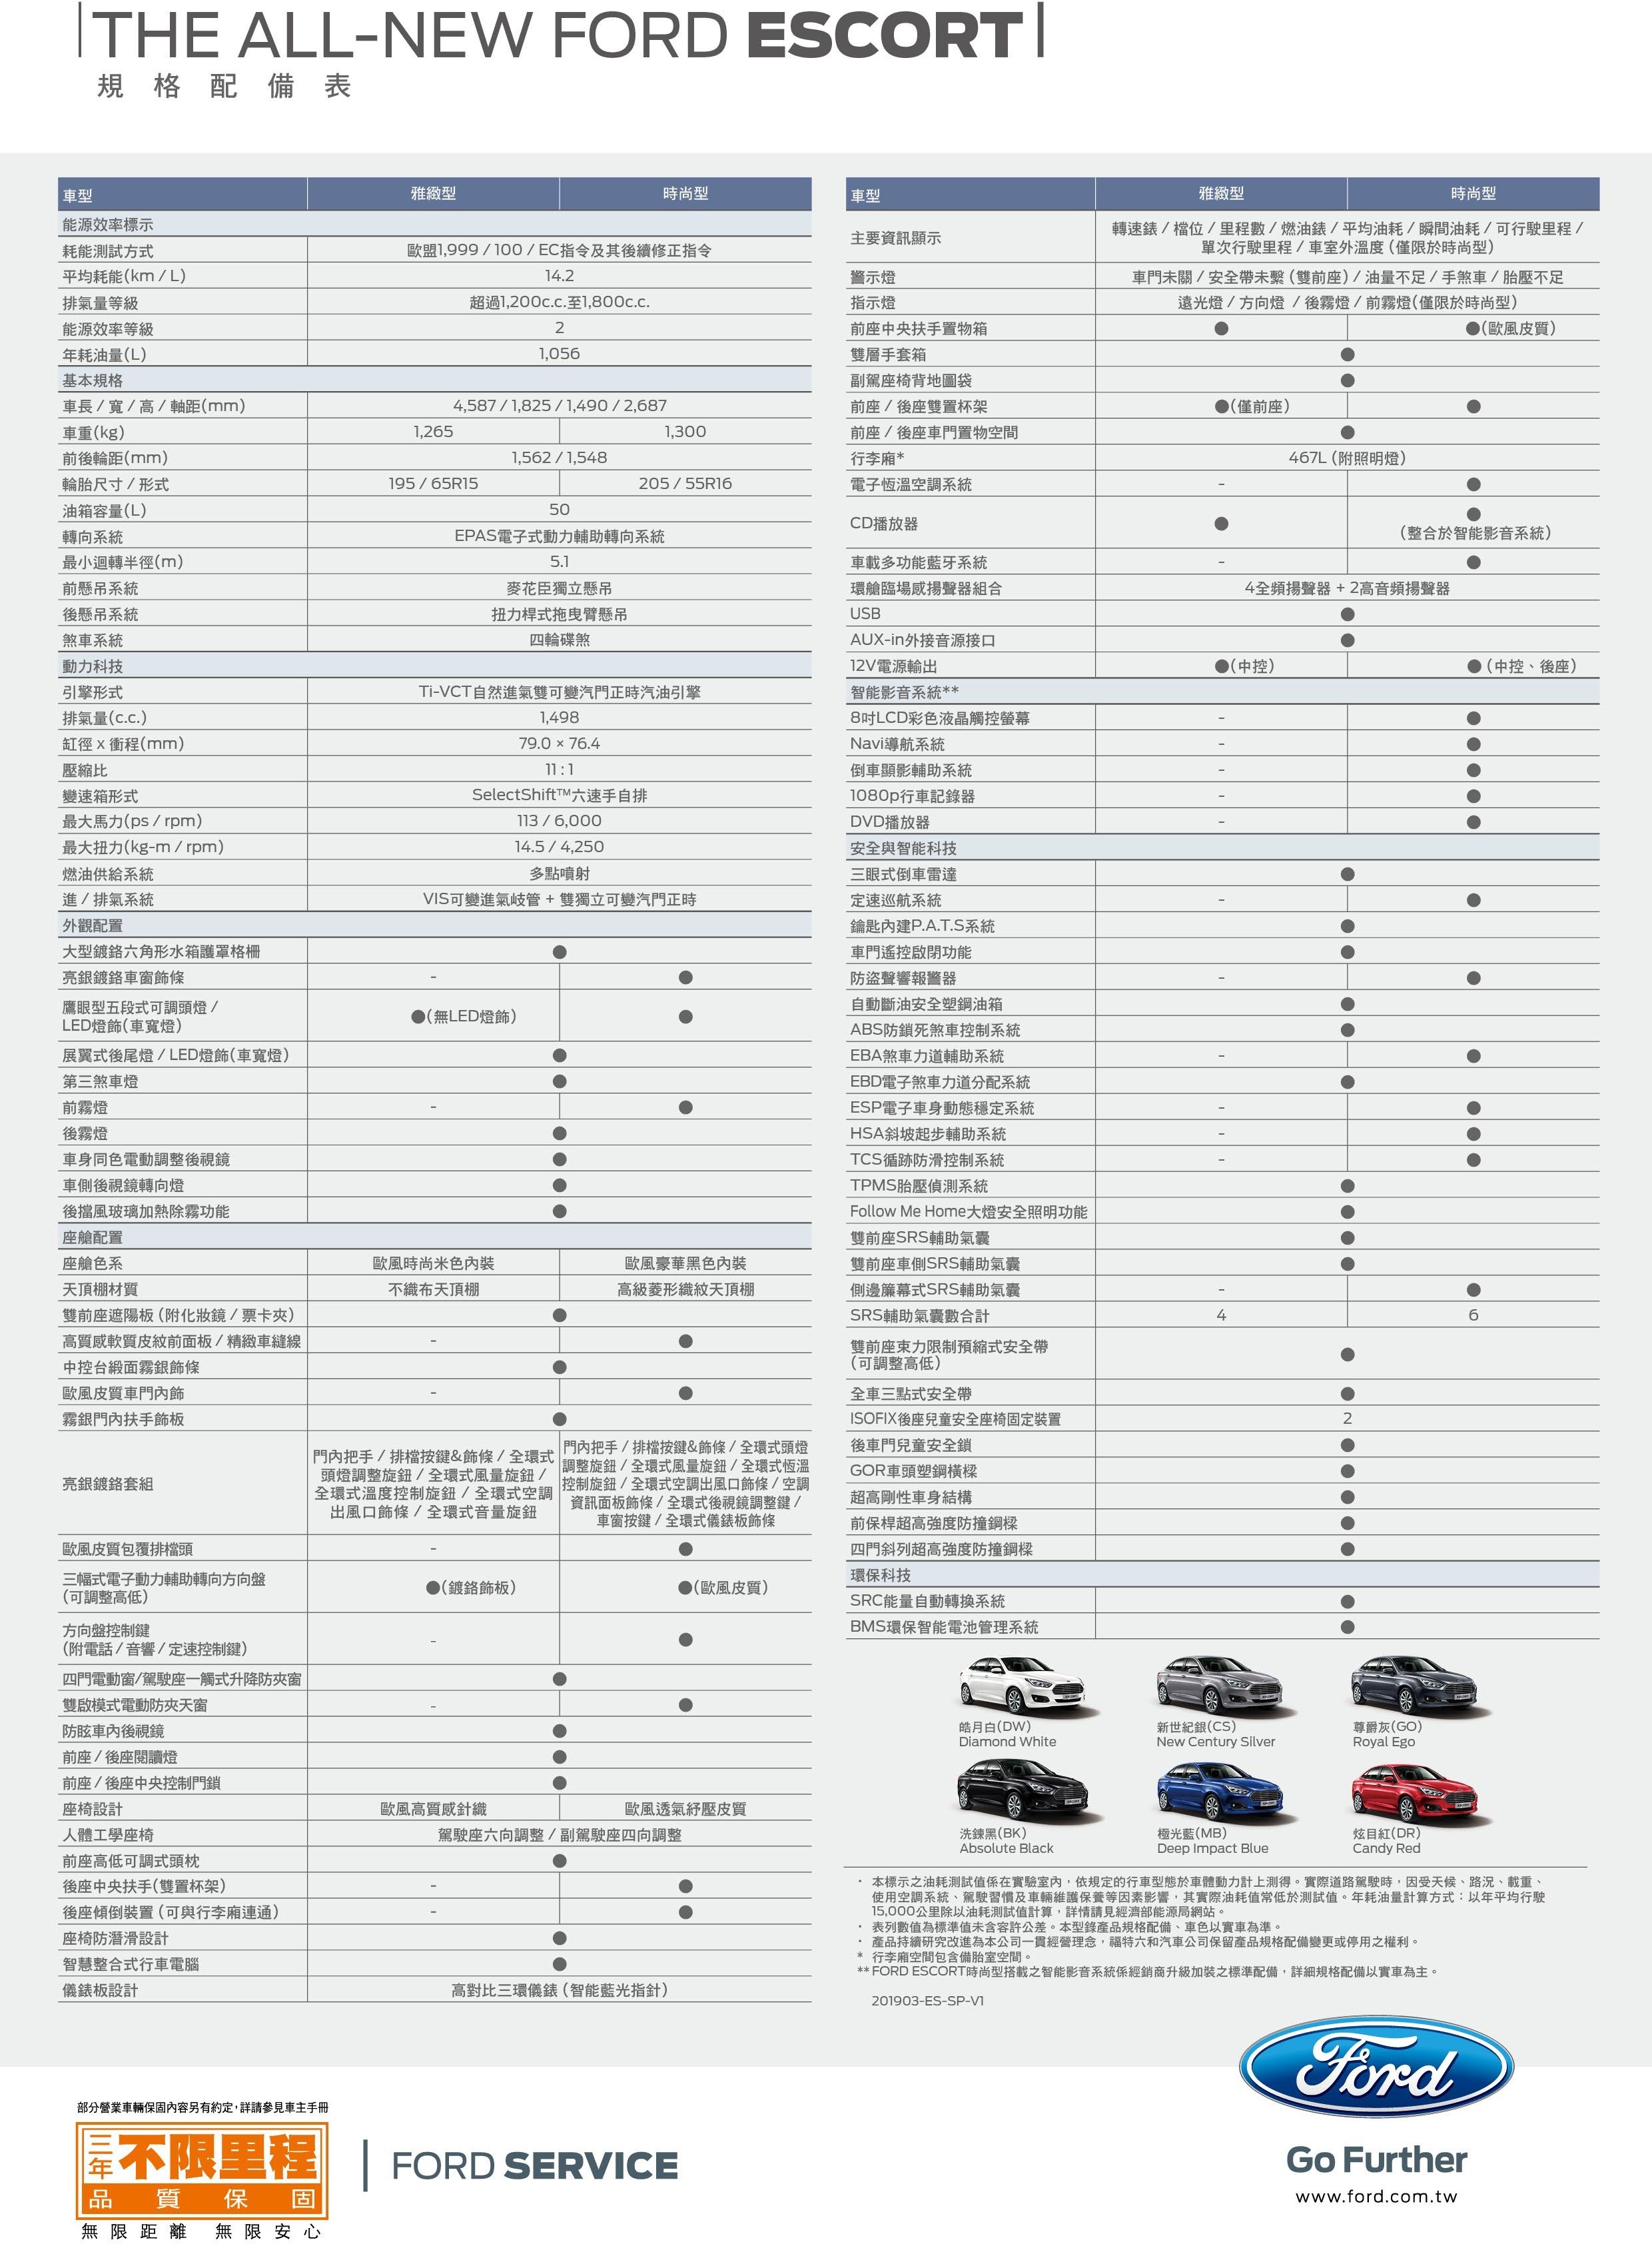 THE ALL-NEW FORD ESCORT
規格配備表
車型 雅緻型 時尚型
能源效率標示
耗能測試方式 歐盟1,999 / 100 / EC指令及其後續修正指令
平均耗能(km / L) 14.2
排氣量等級 超過1,200c.c.至1,800c.c.
能源效率等級 2
年耗油量(L) 1,056
基本規格
車長 / 寬 / 高 / 軸距(mm) 4,587 / 1,825 / 1,490 / 2,687
車重(kg) 1,265 1,300
前後輪距(mm) 1,562 / 1,548
輪胎尺寸 / 形式 195 / 65R15 205 / 55R16
油箱容量(L) 50
轉向系統 EPAS電子式動力輔助轉向系統
最小迴轉半徑(m) 5.1
前懸吊系統 麥花臣獨立懸吊
後懸吊系統 扭力桿式拖曳臂懸吊
煞車系統 四輪碟煞
動力科技
引擎形式 Ti-VCT自然進氣雙可變汽門正時汽油引擎
排氣量(c.c.) 1,498
缸徑 x 衝程(mm) 79.0 × 76.4
壓縮比 11 : 1
變速箱形式 SelectShift™六速手自排
最大馬力(ps / rpm) 113 / 6,000
最大扭力(kg-m / rpm) 14.5 / 4,250
燃油供給系統 多點噴射
進 / 排氣系統 VIS可變進氣岐管 + 雙獨立可變汽門正時
外觀配置
大型鍍鉻六角形水箱護罩格柵 ●
亮銀鍍鉻車窗飾條 - ●
鷹眼型五段式可調頭燈 /
LED燈飾(車寬燈) ●(無LED燈飾) ●
展翼式後尾燈 / LED燈飾(車寬燈) ●
第三煞車燈 ●
前霧燈 - ●
後霧燈 ●
車身同色電動調整後視鏡 ●
車側後視鏡轉向燈 ●
後擋風玻璃加熱除霧功能 ●
座艙配置
座艙色系 歐風時尚米色內裝 歐風豪華黑色內裝
天頂棚材質 不織布天頂棚 高級菱形織紋天頂棚
雙前座遮陽板 (附化妝鏡 / 票卡夾) ●
高質感軟質皮紋前面板 / 精緻車縫線 - ●
中控台緞面霧銀飾條 ●
歐風皮質車門內飾 - ●
霧銀門內扶手飾板 ●
亮銀鍍鉻套組
門內把手 / 排檔按鍵&飾條 / 全環式
頭燈調整旋鈕 / 全環式風量旋鈕 /
全環式溫度控制旋鈕 / 全環式空調
出風口飾條 / 全環式音量旋鈕
門內把手 / 排檔按鍵&飾條 / 全環式頭燈
調整旋鈕 / 全環式風量旋鈕 / 全環式恆溫
控制旋鈕 / 全環式空調出風口飾條 / 空調
資訊面板飾條 / 全環式後視鏡調整鍵 /
車窗按鍵 / 全環式儀錶板飾條
歐風皮質包覆排檔頭 - ●
三幅式電子動力輔助轉向方向盤
(可調整高低) ●(鍍鉻飾板) ●(歐風皮質)
方向盤控制鍵
(附電話 / 音響 / 定速控制鍵) - ●
四門電動窗/駕駛座一觸式升降防夾窗 ●
雙啟模式電動防夾天窗 - ●
防眩車內後視鏡 ●
前座 / 後座閱讀燈 ●
前座 / 後座中央控制門鎖 ●
座椅設計 歐風高質感針織 歐風透氣紓壓皮質
人體工學座椅 駕駛座六向調整 / 副駕駛座四向調整
前座高低可調式頭枕 ●
後座中央扶手(雙置杯架) - ●
後座傾倒裝置 (可與行李廂連通) - ●
座椅防潛滑設計 ●
智慧整合式行車電腦 ●
儀錶板設計 高對比三環儀錶 (智能藍光指針)
車型 雅緻型 時尚型
主要資訊顯示 轉速錶 / 檔位 / 里程數 / 燃油錶 / 平均油耗 / 瞬間油耗 / 可行駛里程 /
單次行駛里程 / 車室外溫度 (僅限於時尚型)
警示燈 車門未關 / 安全帶未繫 (雙前座) / 油量不足 / 手煞車 / 胎壓不足
指示燈 遠光燈 / 方向燈 / 後霧燈 / 前霧燈(僅限於時尚型)
前座中央扶手置物箱 ● ●(歐風皮質)
雙層手套箱 ●
副駕座椅背地圖袋 ●
前座 / 後座雙置杯架 ●(僅前座) ●
前座 / 後座車門置物空間 ●
行李廂* 467L (附照明燈)
電子恆溫空調系統 - ●
CD播放器 ● ●
(整合於智能影音系統)
車載多功能藍牙系統 - ●
環艙臨場感揚聲器組合 4全頻揚聲器 + 2高音頻揚聲器
USB ●
AUX-in外接音源接口 ●
12V電源輸出 ●(中控) ● (中控、後座)
智能影音系統**
8吋LCD彩色液晶觸控螢幕 - ●
Navi導航系統 - ●
倒車顯影輔助系統 - ●
1080p行車記錄器 - ●
DVD播放器 - ●
安全與智能科技
三眼式倒車雷達 ●
定速巡航系統 - ●
鑰匙內建P.A.T.S系統 ●
車門遙控啟閉功能 ●
防盜聲響報警器 - ●
自動斷油安全塑鋼油箱 ●
ABS防鎖死煞車控制系統 ●
EBA煞車力道輔助系統 - ●
EBD電子煞車力道分配系統 ●
ESP電子車身動態穩定系統 - ●
HSA斜坡起步輔助系統 - ●
TCS循跡防滑控制系統 - ●
TPMS胎壓偵測系統 ●
Follow Me Home大燈安全照明功能 ●
雙前座SRS輔助氣囊 ●
雙前座車側SRS輔助氣囊 ●
側邊簾幕式SRS輔助氣囊 - ●
SRS輔助氣囊數合計 4 6
雙前座束力限制預縮式安全帶
(可調整高低) ●
全車三點式安全帶 ●
ISOFIX後座兒童安全座椅固定裝置 2
後車門兒童安全鎖 ●
GOR車頭塑鋼橫樑 ●
超高剛性車身結構 ●
前保桿超高強度防撞鋼樑 ●
四門斜列超高強度防撞鋼樑 ●
環保科技
SRC能量自動轉換系統 ●
BMS環保智能電池管理系統 ●
皓月白(DW) 新世紀銀(CS) 尊爵灰(GO)
Diamond White New Century Silver Royal Ego
洗鍊黑(BK) 極光藍(MB) 炫目紅(DR)
Absolute Black Deep Impact Blue Candy Red
· 本標示之油耗測試值係在實驗室內，依規定的行車型態於車體動力計上測得。實際道路駕駛時，因受天候、路況、載重、
使用空調系統、駕駛習慣及車輛維護保養等因素影響，其實際油耗值常低於測試值。年耗油量計算方式：以年平均行駛
15,000公里除以油耗測試值計算，詳情請見經濟部能源局網站。
· 表列數值為標準值未含容許公差。本型錄產品規格配備、車色以實車為準。
· 產品持續研究改進為本公司一貫經營理念，福特六和汽車公司保留產品規格配備變更或停用之權利。
* 行李廂空間包含備胎室空間。
** FORD ESCORT時尚型搭載之智能影音系統係經銷商升級加裝之標準配備，詳細規格配備以實車為主。
201903-ES-SP-V1
Ford
Go Further
www.ford.com.tw
部分營業車輛保固內容另有約定，詳請參見車主手冊
三年不限里程
品質保固
無限距離 無限安心
FORD SERVICE